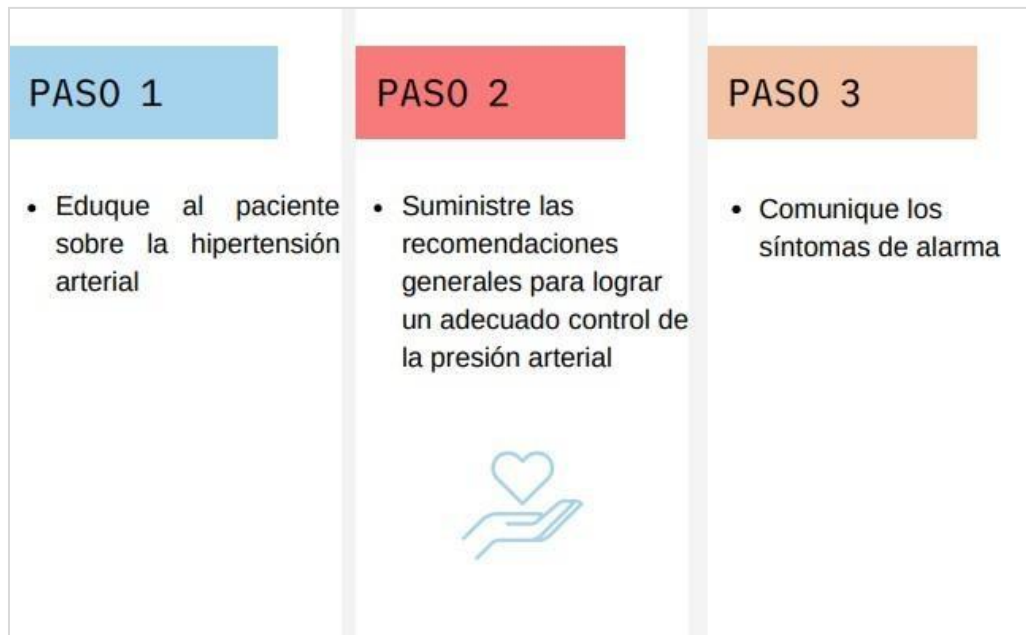 PASO 1
• Eduque al paciente
sobre la hipertensión
arterial
PASO 2
• Suministre las
recomendaciones
generales para lograr
un adecuado control de
la presión arterial
PASO 3
• Comunique los
síntomas de alarma